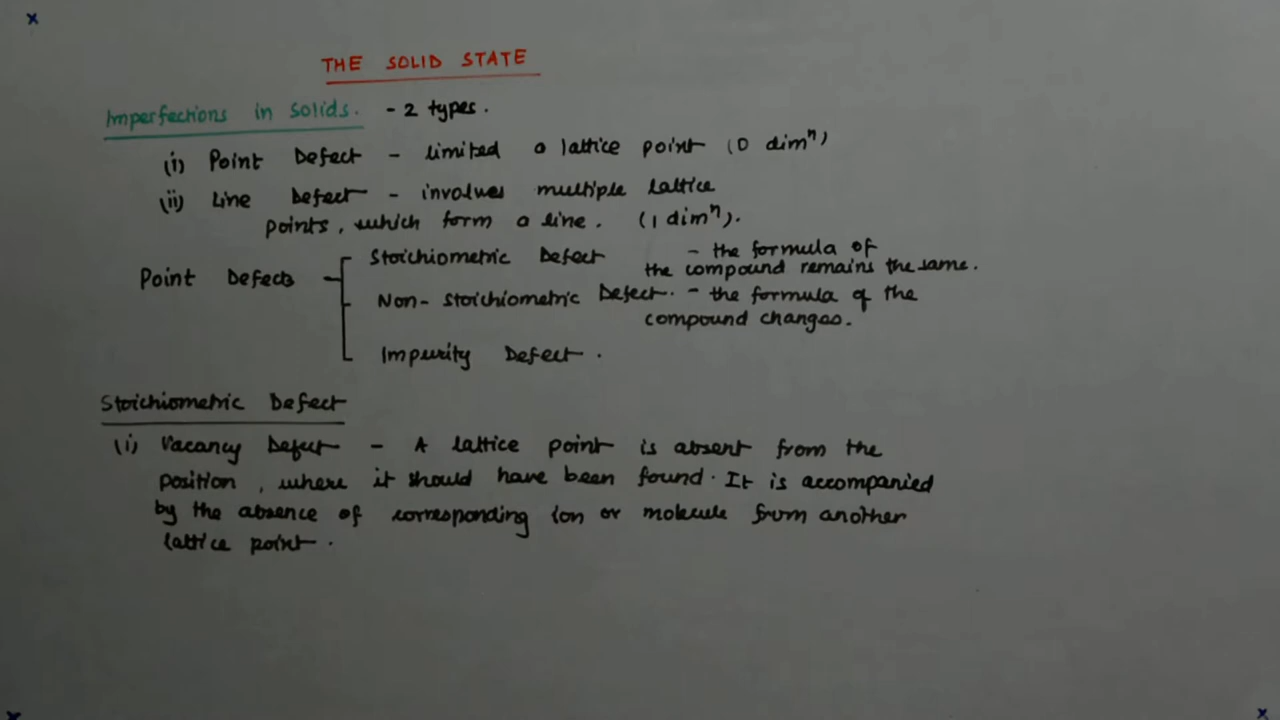 THE SOLID STATE
Imperfections in solids. - 2 types.
(i) Point Defect - limited a lattice point (0 dimⁿ)
(ii) Line Defect - involves multiple lattice
points, which form a line. (1 dimⁿ).
Stoichiometric Defect - the formula of
the compound remains the same.
Point Defects
Non-Stoichiometric Defect. - the formula of the
compound changes.
Impurity Defect.
Stoichiometric Defect
(i) Vacancy Defect - A lattice point is absent from the
position, where it should have been found. It is accompanied
by the absence of corresponding ion or molecule from another
lattice point.